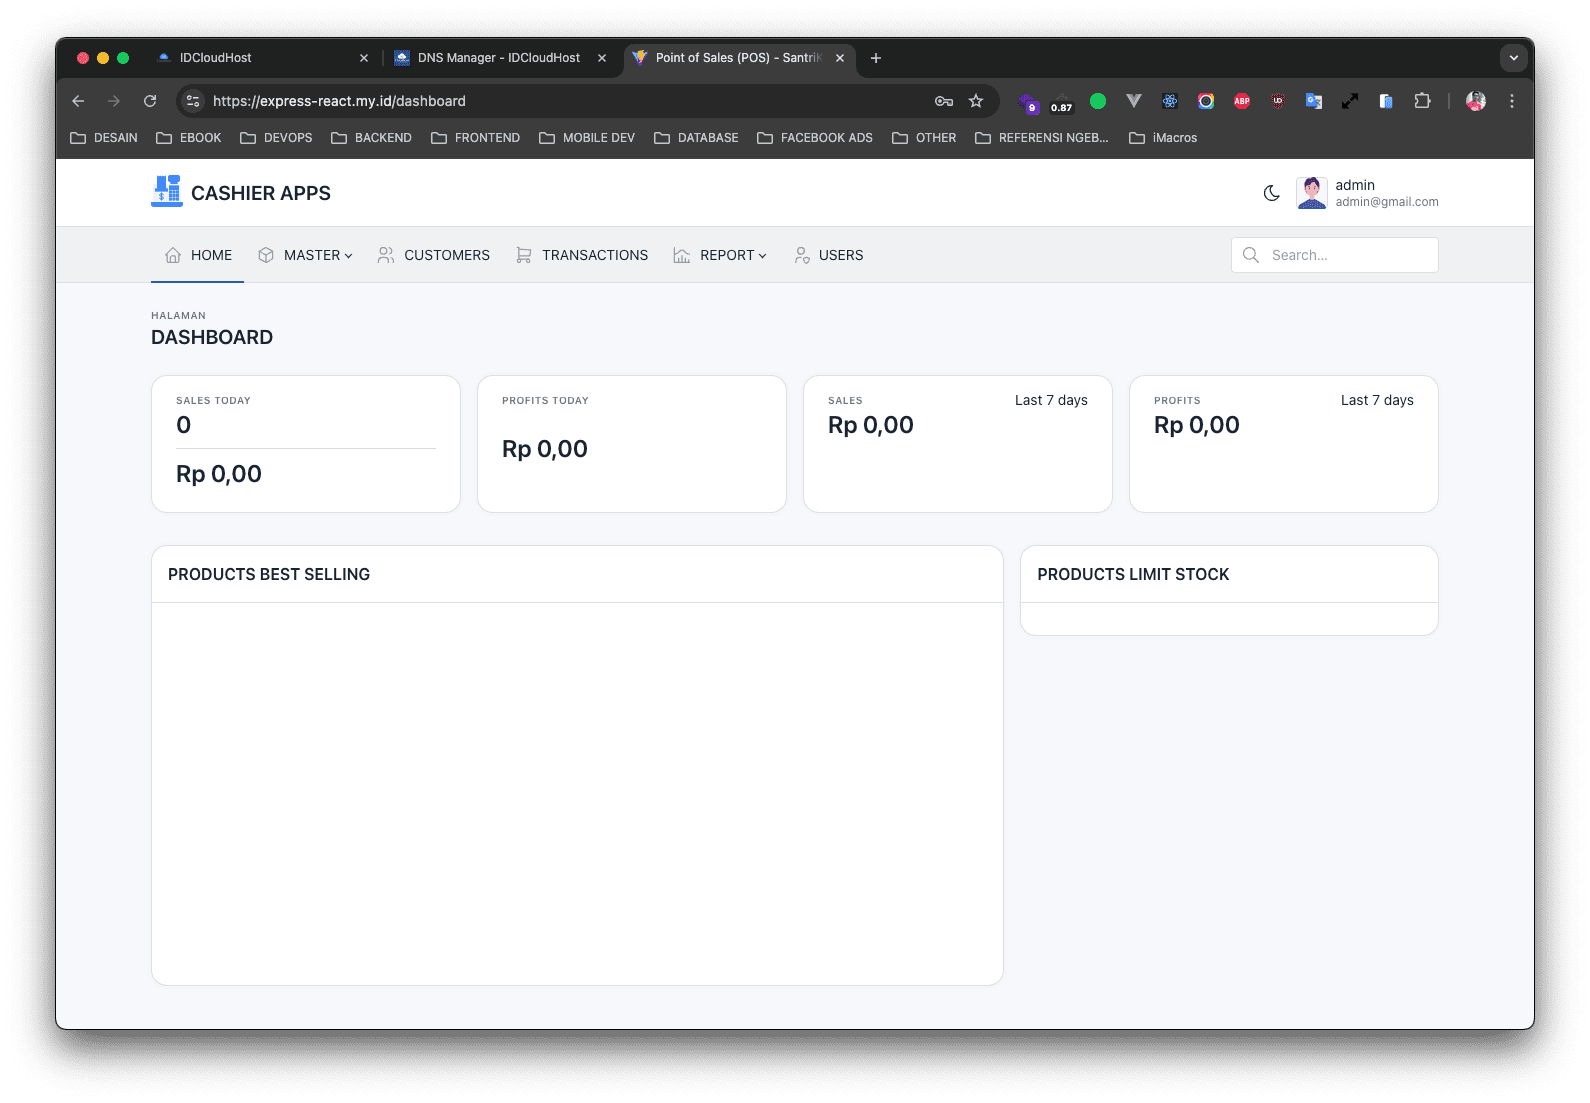 IDCloudHost
DNS Manager - IDCloudHost
Point of Sales (POS) - Santri
https://express-react.my.id/dashboard
9
0.87
ABP
DESAIN
EBOOK
DEVOPS
BACKEND
FRONTEND
MOBILE DEV
DATABASE
FACEBOOK ADS
OTHER
REFERENSI NGEB...
iMacros
CASHIER APPS
admin
admin@gmail.com
HOME
MASTER
CUSTOMERS
TRANSACTIONS
REPORT
USERS
Search...
HALAMAN
DASHBOARD
SALES TODAY
0
Rp 0,00
PROFITS TODAY
Rp 0,00
SALES
Last 7 days
Rp 0,00
PROFITS
Last 7 days
Rp 0,00
PRODUCTS BEST SELLING
PRODUCTS LIMIT STOCK